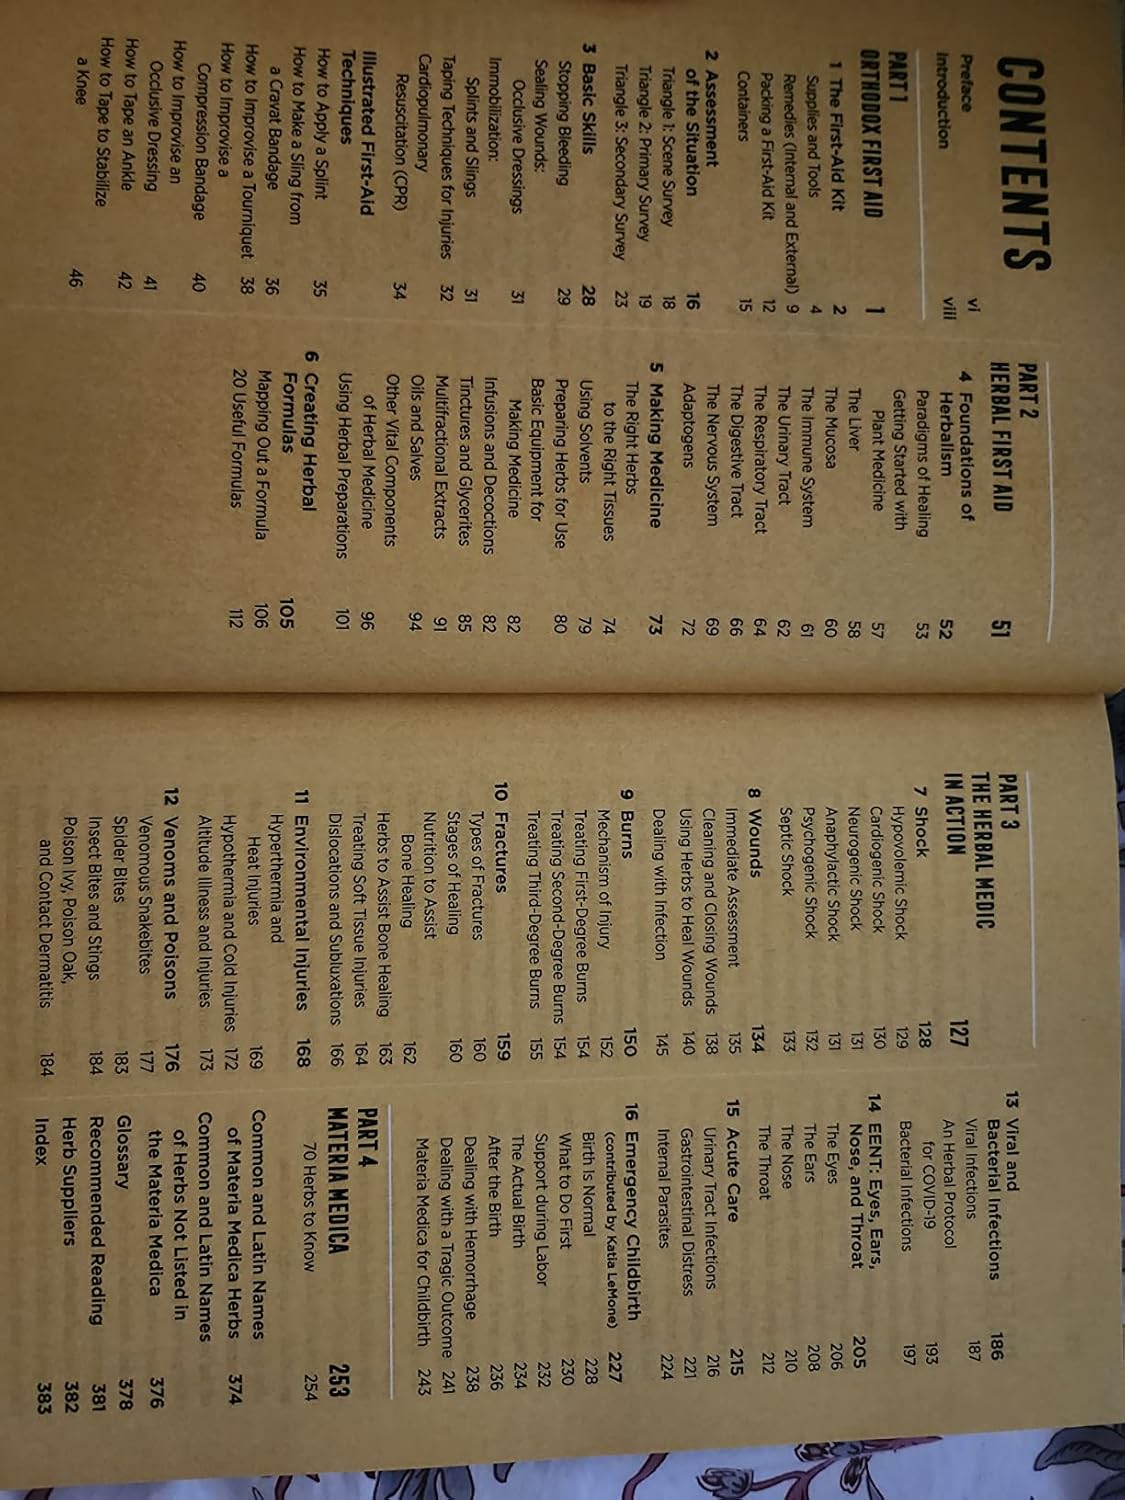 CONTENTS
Preface vi
Introduction viii
PART 1
ORTHODOX FIRST AID 1
1 The First-Aid Kit 2
Supplies and Tools 4
Remedies (Internal and External) 9
Packing a First-Aid Kit 12
Containers 15
2 Assessment
of the Situation 16
Triangle 1: Scene Survey 18
Triangle 2: Primary Survey 19
Triangle 3: Secondary Survey 23
3 Basic Skills 28
Stopping Bleeding 29
Sealing Wounds:
Occlusive Dressings 31
Immobilization:
Splints and Slings 31
Taping Techniques for Injuries 32
Cardiopulmonary
Resuscitation (CPR) 34
Illustrated First-Aid
Techniques
How to Apply a Splint 35
How to Make a Sling from
a Cravat Bandage 36
How to Improvise a Tourniquet 38
How to Improvise a
Compression Bandage 40
How to Improvise an
Occlusive Dressing 41
How to Tape an Ankle 42
How to Tape to Stabilize
a Knee 46
PART 2
HERBAL FIRST AID 51
4 Foundations of
Herbalism 52
Paradigms of Healing 53
Getting Started with
Plant Medicine 57
The Liver 58
The Mucosa 60
The Immune System 61
The Urinary Tract 62
The Respiratory Tract 64
The Digestive Tract 66
The Nervous System 69
Adaptogens 72
5 Making Medicine 73
The Right Herbs
to the Right Tissues 74
Using Solvents 79
Preparing Herbs for Use 80
Basic Equipment for
Making Medicine 82
Infusions and Decoctions 82
Tinctures and Glycerites 85
Multifractional Extracts 91
Oils and Salves 94
Other Vital Components
of Herbal Medicine 96
Using Herbal Preparations 101
6 Creating Herbal
Formulas 105
Mapping Out a Formula 106
20 Useful Formulas 112
PART 3
THE HERBAL MEDIC
IN ACTION 127
7 Shock 128
Hypovolemic Shock 129
Cardiogenic Shock 130
Neurogenic Shock 131
Anaphylactic Shock 131
Psychogenic Shock 132
Septic Shock 133
8 Wounds 134
Immediate Assessment 135
Cleaning and Closing Wounds 138
Using Herbs to Heal Wounds 140
Dealing with Infection 145
9 Burns 150
Mechanism of Injury 152
Treating First-Degree Burns 154
Treating Second-Degree Burns 154
Treating Third-Degree Burns 155
10 Fractures 159
Types of Fractures 160
Stages of Healing 160
Nutrition to Assist
Bone Healing 162
Herbs to Assist Bone Healing 163
Treating Soft Tissue Injuries 164
Dislocations and Subluxations 166
11 Environmental Injuries 168
Hyperthermia and
Heat Injuries 169
Hypothermia and Cold Injuries 172
Altitude Illness and Injuries 173
12 Venoms and Poisons 176
Venomous Snakebites 177
Spider Bites 183
Insect Bites and Stings 184
Poison Ivy, Poison Oak,
and Contact Dermatitis 184
13 Viral and
Bacterial Infections 186
Viral Infections 187
An Herbal Protocol
for COVID-19 193
Bacterial Infections 197
14 EENT: Eyes, Ears,
Nose, and Throat 205
The Eyes 206
The Ears 208
The Nose 210
The Throat 212
15 Acute Care 215
Urinary Tract Infections 216
Gastrointestinal Distress 221
Internal Parasites 224
16 Emergency Childbirth
(contributed by Katia LeMone) 227
Birth Is Normal 228
What to Do First 230
Support during Labor 232
The Actual Birth 234
After the Birth 236
Dealing with Hemorrhage 238
Dealing with a Tragic Outcome 241
Materia Medica for Childbirth 243
PART 4
MATERIA MEDICA 253
70 Herbs to Know 254
Common and Latin Names
of Materia Medica Herbs 374
Common and Latin Names
of Herbs Not Listed in
the Materia Medica 376
Glossary 378
Recommended Reading 381
Herb Suppliers 382
Index 383